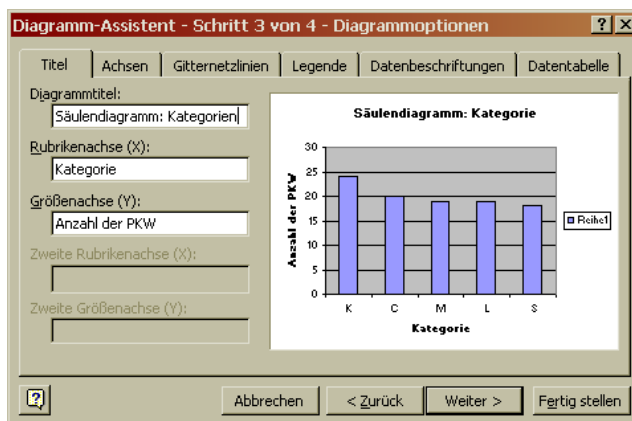 Diagramm-Assistent - Schritt 3 von 4 - Diagrammoptionen
Titel Achsen Gitternetzlinien Legende Datenbeschriftungen Datentabelle
Diagrammtitel:
Säulendiagramm: Kategorien
Rubrikenachse (X):
Kategorie
Größenachse (Y):
Anzahl der PKW
Zweite Rubrikenachse (X):
Zweite Größenachse (Y):
Säulendiagramm: Kategorie
Anzahl der PKW
30
25
20
15
10
5
0
K C M L S
Kategorie
Reihe1
Abbrechen < Zurück Weiter > Fertig stellen